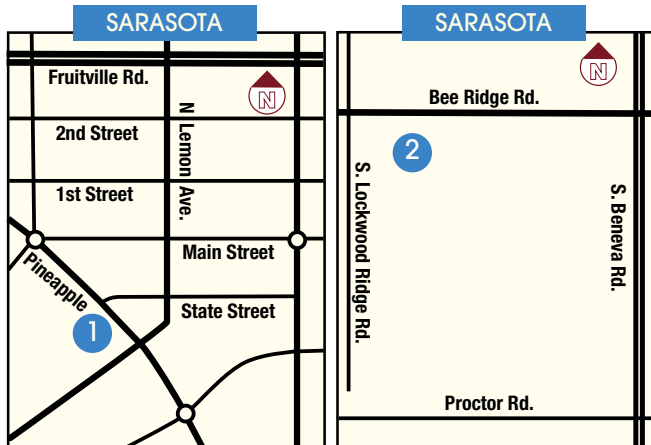 SARASOTA
Fruitville Rd.
N
2nd Street
N Lemon Ave.
1st Street
Main Street
Pineapple
State Street
1
SARASOTA
N
Bee Ridge Rd.
2
S. Lockwood Ridge Rd.
S. Beneva Rd.
Proctor Rd.